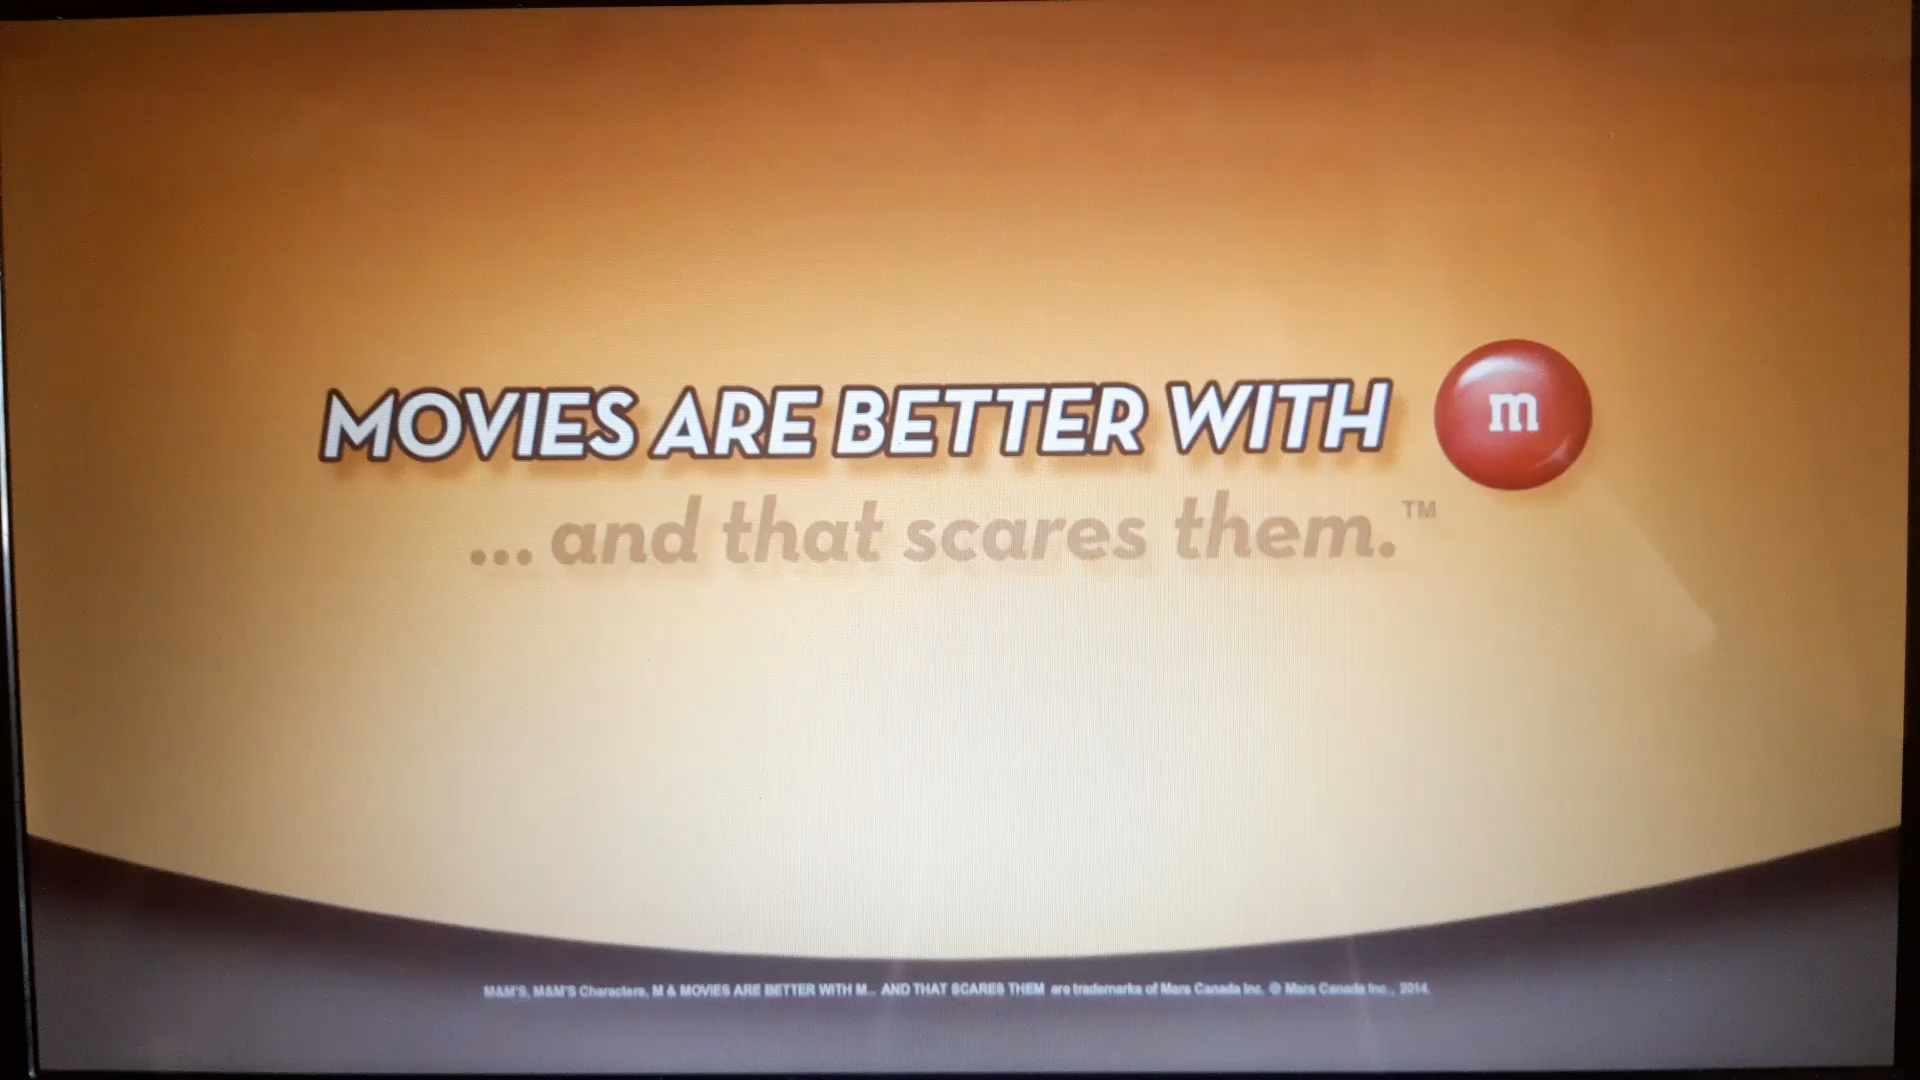 MOVIES ARE BETTER WITH m
... and that scares them.™
M&M'S, M&M'S Characters, M & MOVIES ARE BETTER WITH M... AND THAT SCARES THEM are trademarks of Mars Canada Inc. © Mars Canada Inc., 2014.